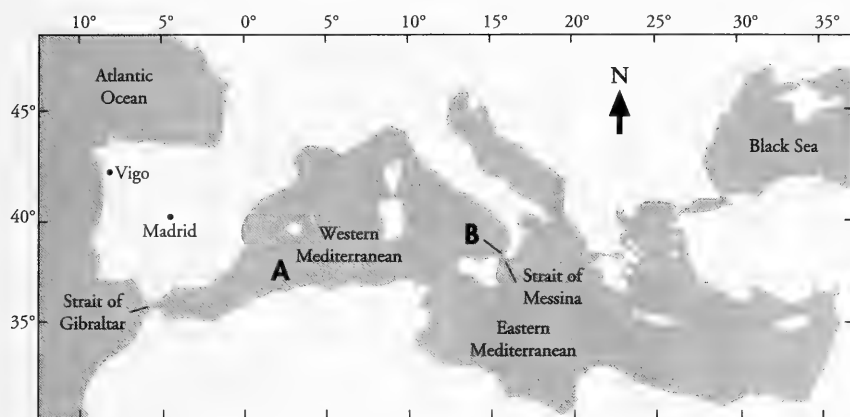 10° 5° 0° 5° 10° 15° 20° 25° 30° 35°
N
Atlantic
Ocean
45°
Black Sea
Vigo
40°
Madrid
Western
Mediterranean
B
A
Strait of
Messina
Strait of
Gibraltar
35°
Eastern
Mediterranean